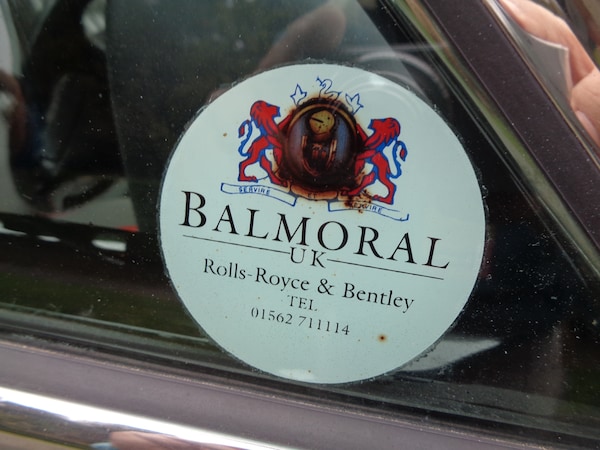 SERVIRE
BALMORAL
UK
Rolls-Royce & Bentley
TEL
01562 711114